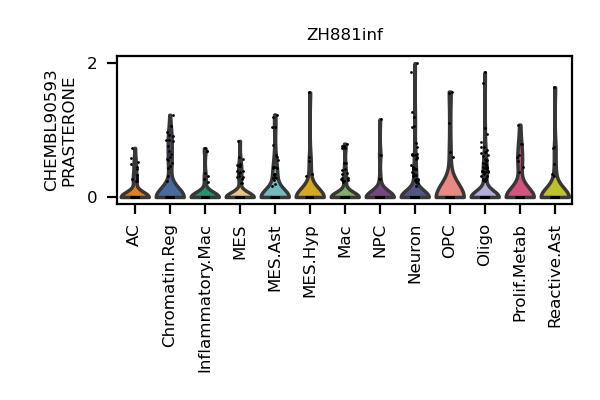 ZH881inf
CHEMBL90593
PRASTERONE
2
0
AC
Chromatin.Reg
Inflammatory.Mac
MES
MES.Ast
MES.Hyp
Mac
NPC
Neuron
OPC
Oligo
Prolif.Metab
Reactive.Ast